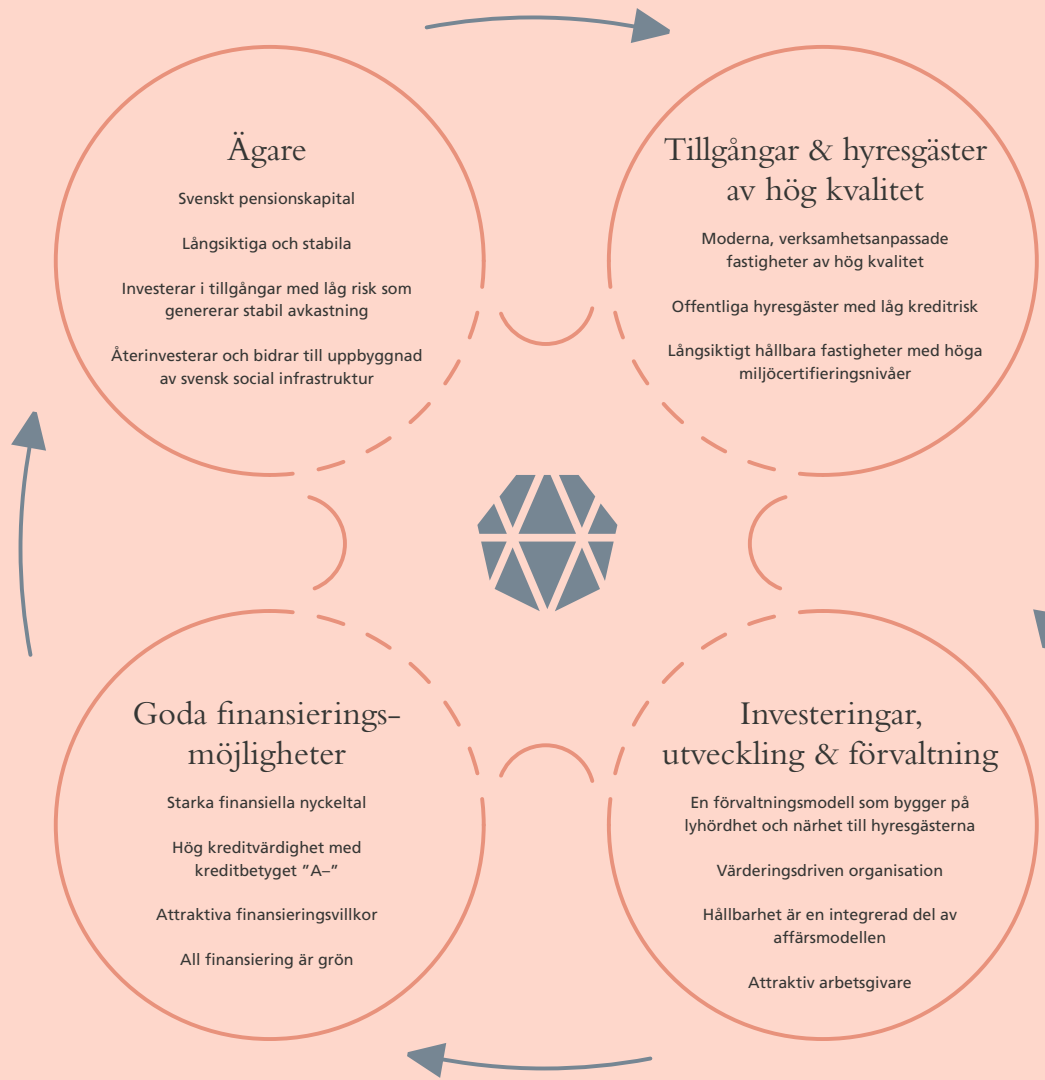 Ägare
Svenskt pensionskapital
Långsiktiga och stabila
Investerar i tillgångar med låg risk som
genererar stabil avkastning
Återinvesterar och bidrar till uppbyggnad
av svensk social infrastruktur
Tillgångar & hyresgäster
av hög kvalitet
Moderna, verksamhetsanpassade
fastigheter av hög kvalitet
Offentliga hyresgäster med låg kreditrisk
Långsiktigt hållbara fastigheter med höga
miljöcertifieringsnivåer
Goda finansierings-
möjligheter
Starka finansiella nyckeltal
Hög kreditvärdighet med
kreditbetyget ”A–”
Attraktiva finansieringsvillkor
All finansiering är grön
Investeringar,
utveckling & förvaltning
En förvaltningsmodell som bygger på
lyhördhet och närhet till hyresgästerna
Värderingsdriven organisation
Hållbarhet är en integrerad del av
affärsmodellen
Attraktiv arbetsgivare